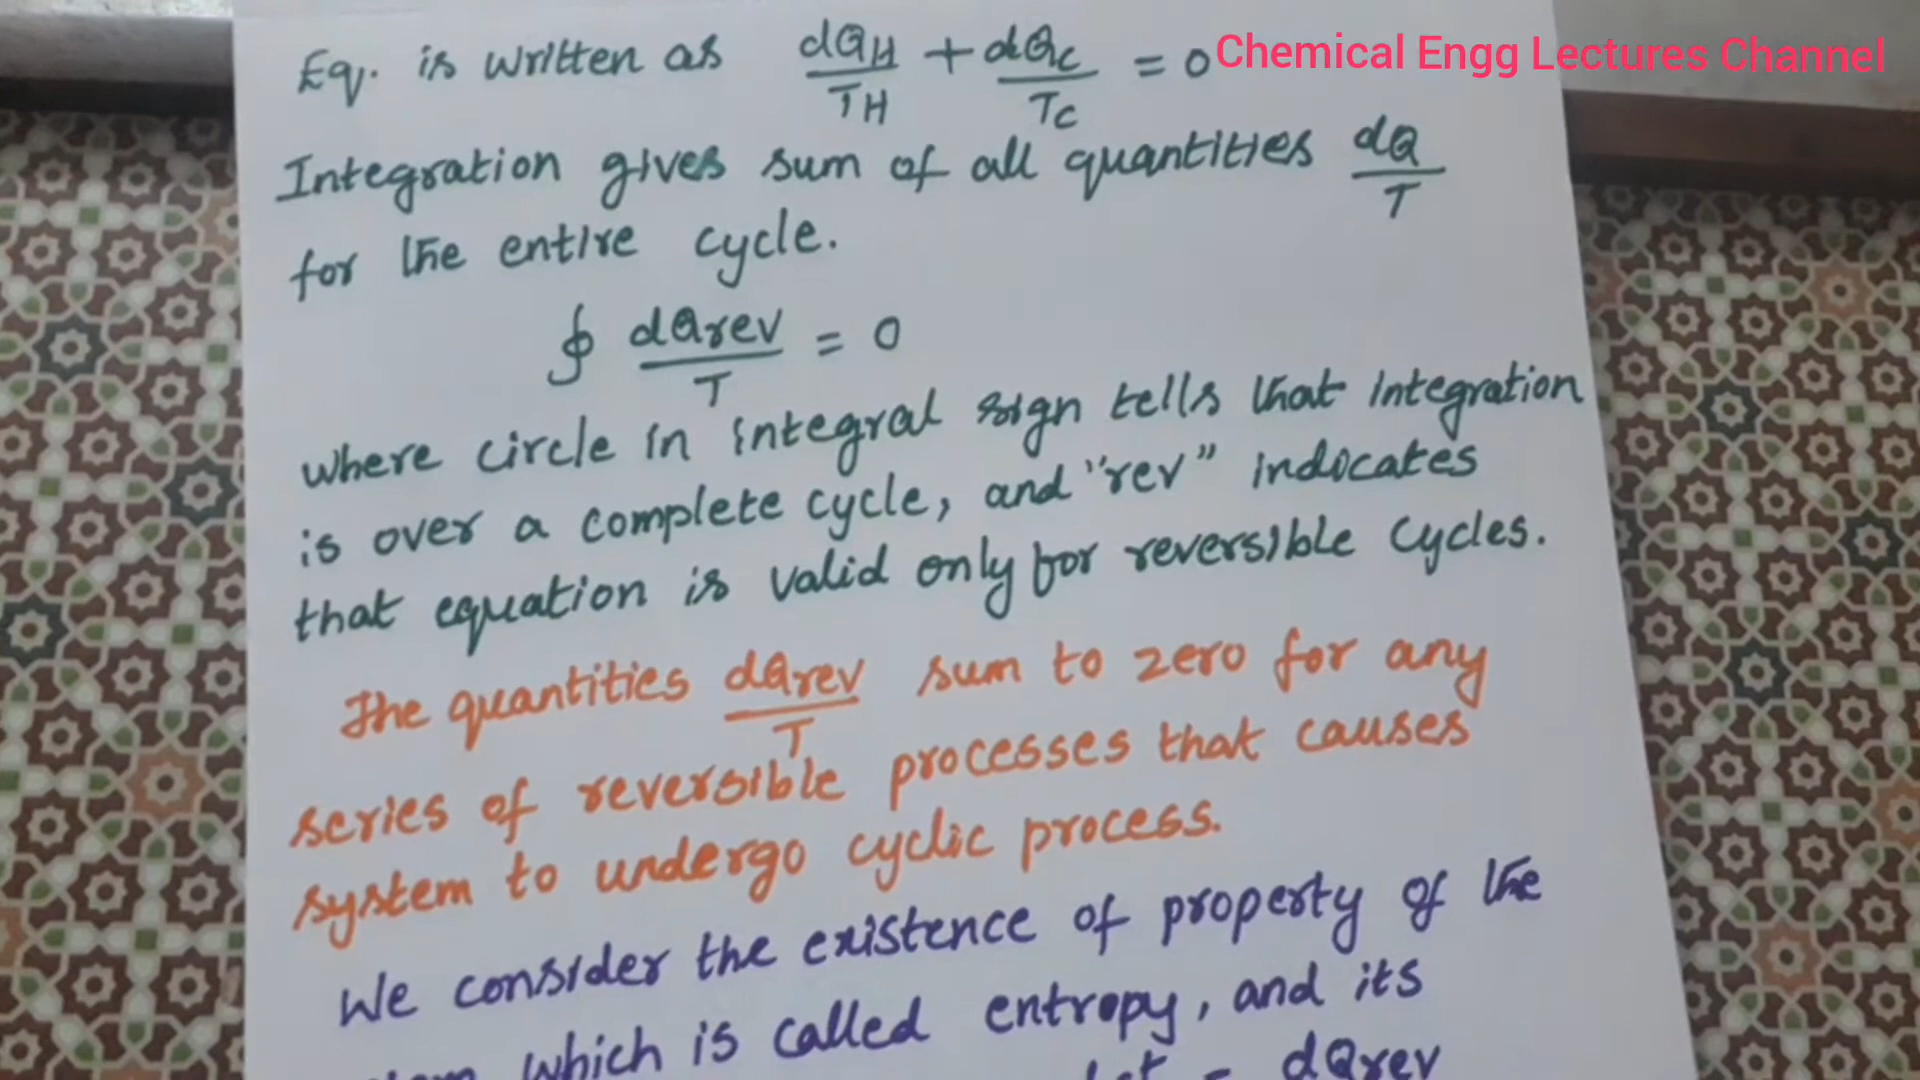 Chemical Engg Lectures Channel
Eq. is written as dQH/TH + dQc/Tc = 0
Integration gives sum of all quantities dQ/T
for the entire cycle.
∮ dQrev/T = 0
where circle in integral sign tells that integration
is over a complete cycle, and "rev" indicates
that equation is valid only for reversible cycles.
The quantities dQrev/T sum to zero for any
series of reversible processes that causes
system to undergo cyclic process.
We consider the existence of property of the
which is called entropy, and its
= dQrev